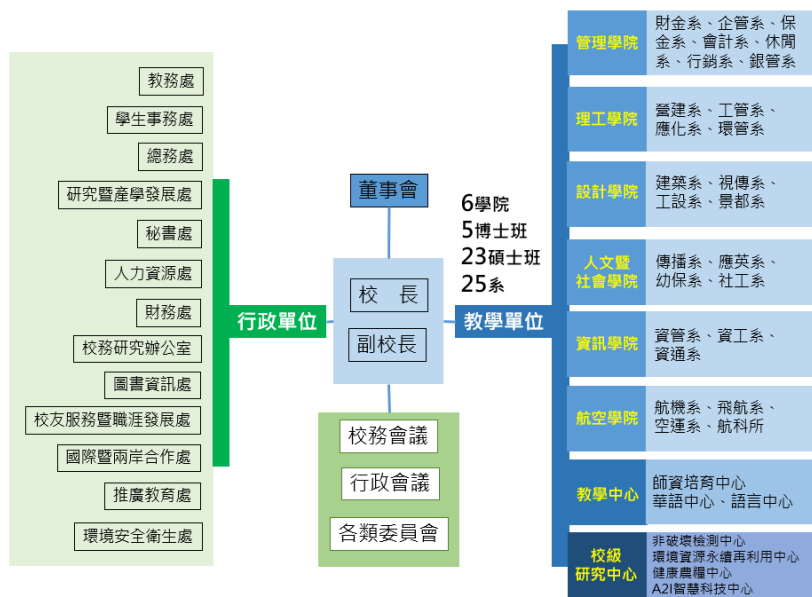 教務處
學生事務處
總務處
研究暨產學發展處
秘書處
人力資源處
財務處
校務研究辦公室
圖書資訊處
校友服務暨職涯發展處
國際暨兩岸合作處
推廣教育處
環境安全衛生處
行政單位
董事會
校　長
副校長
校務會議
行政會議
各類委員會
6學院
5博士班
23碩士班
25系
教學單位
管理學院
財金系、企管系、保
金系、會計系、休閒
系、行銷系、銀管系
理工學院
營建系、工管系、
應化系、環管系
設計學院
建築系、視傳系、
工設系、景都系
人文暨
社會學院
傳播系、應英系、
幼保系、社工系
資訊學院
資管系、資工系、
資通系
航空學院
航機系、飛航系、
空運系、航科所
教學中心
師資培育中心
華語中心、語言中心
校級
研究中心
非破壞檢測中心
環境資源永續再利用中心
健康農糧中心
A2I智慧科技中心